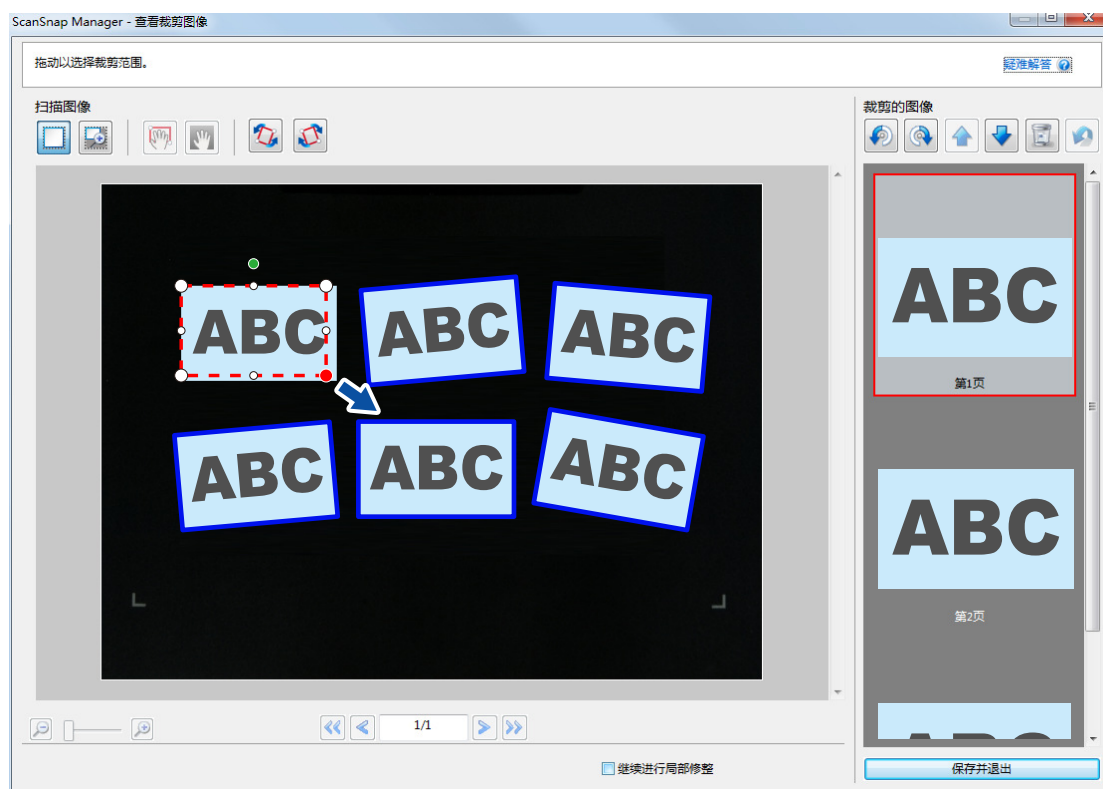 ScanSnap Manager - 查看裁剪图像
拖动以选择裁剪范围。
疑难解答
扫描图像
裁剪的图像
ABC
ABC
ABC
ABC
ABC
ABC
ABC
第1页
ABC
第2页
1/1
继续进行局部修整
保存并退出